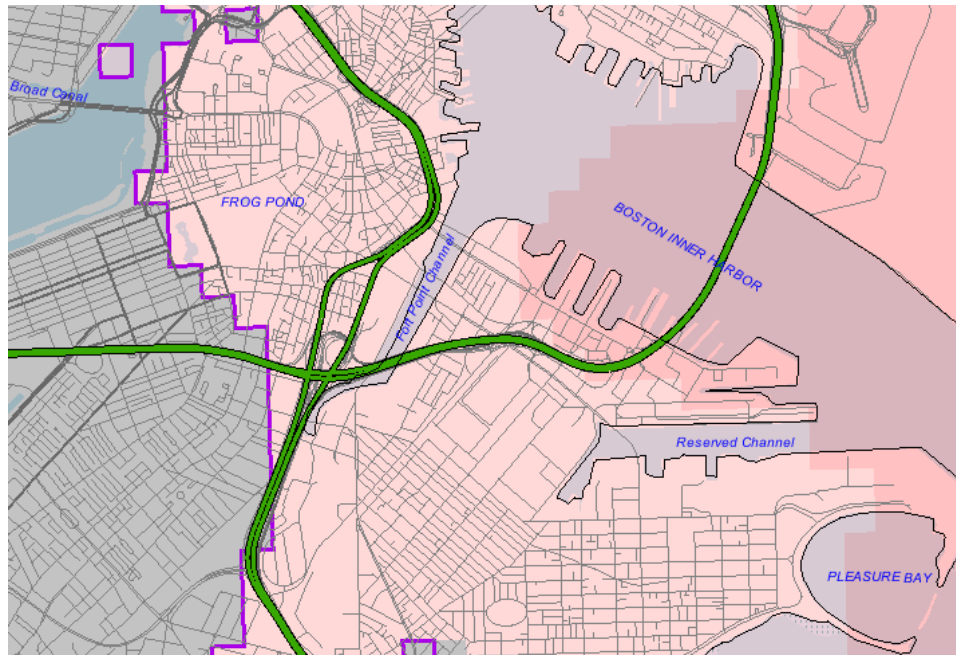 Broad Canal
FROG POND
BOSTON INNER HARBOR
Fort Point Channel
Reserved Channel
PLEASURE BAY